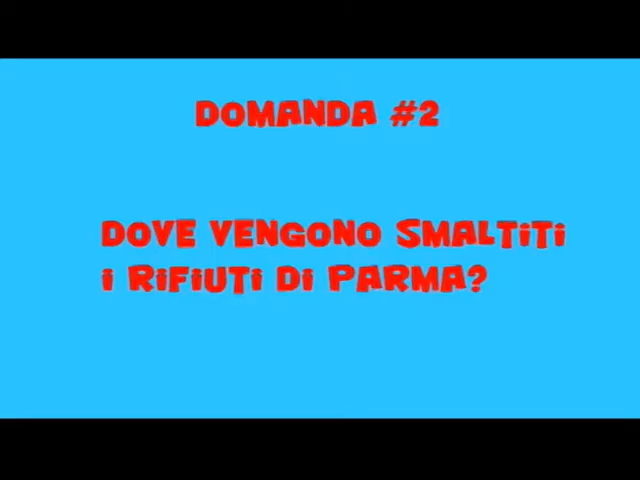 DOMANDA #2
DOVE VENGONO SMALTiTi
i RiFiUTi Di PARMA?